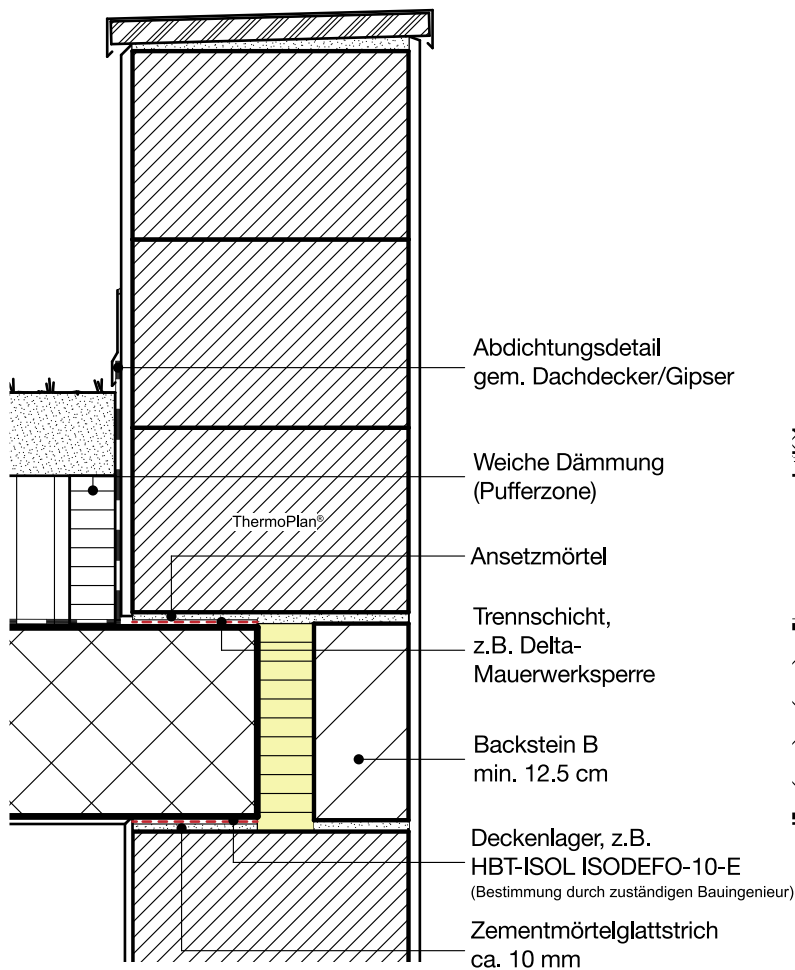 Abdichtungsdetail
gem. Dachdecker/Gipser
Weiche Dämmung
(Pufferzone)
ThermoPlan®
Ansetzmörtel
Trennschicht,
z.B. Delta-
Mauerwerksperre
Backstein B
min. 12.5 cm
Deckenlager, z.B.
HBT-ISOL ISODEFO-10-E
(Bestimmung durch zuständigen Bauingenieur)
Zementmörtelglattstrich
ca. 10 mm